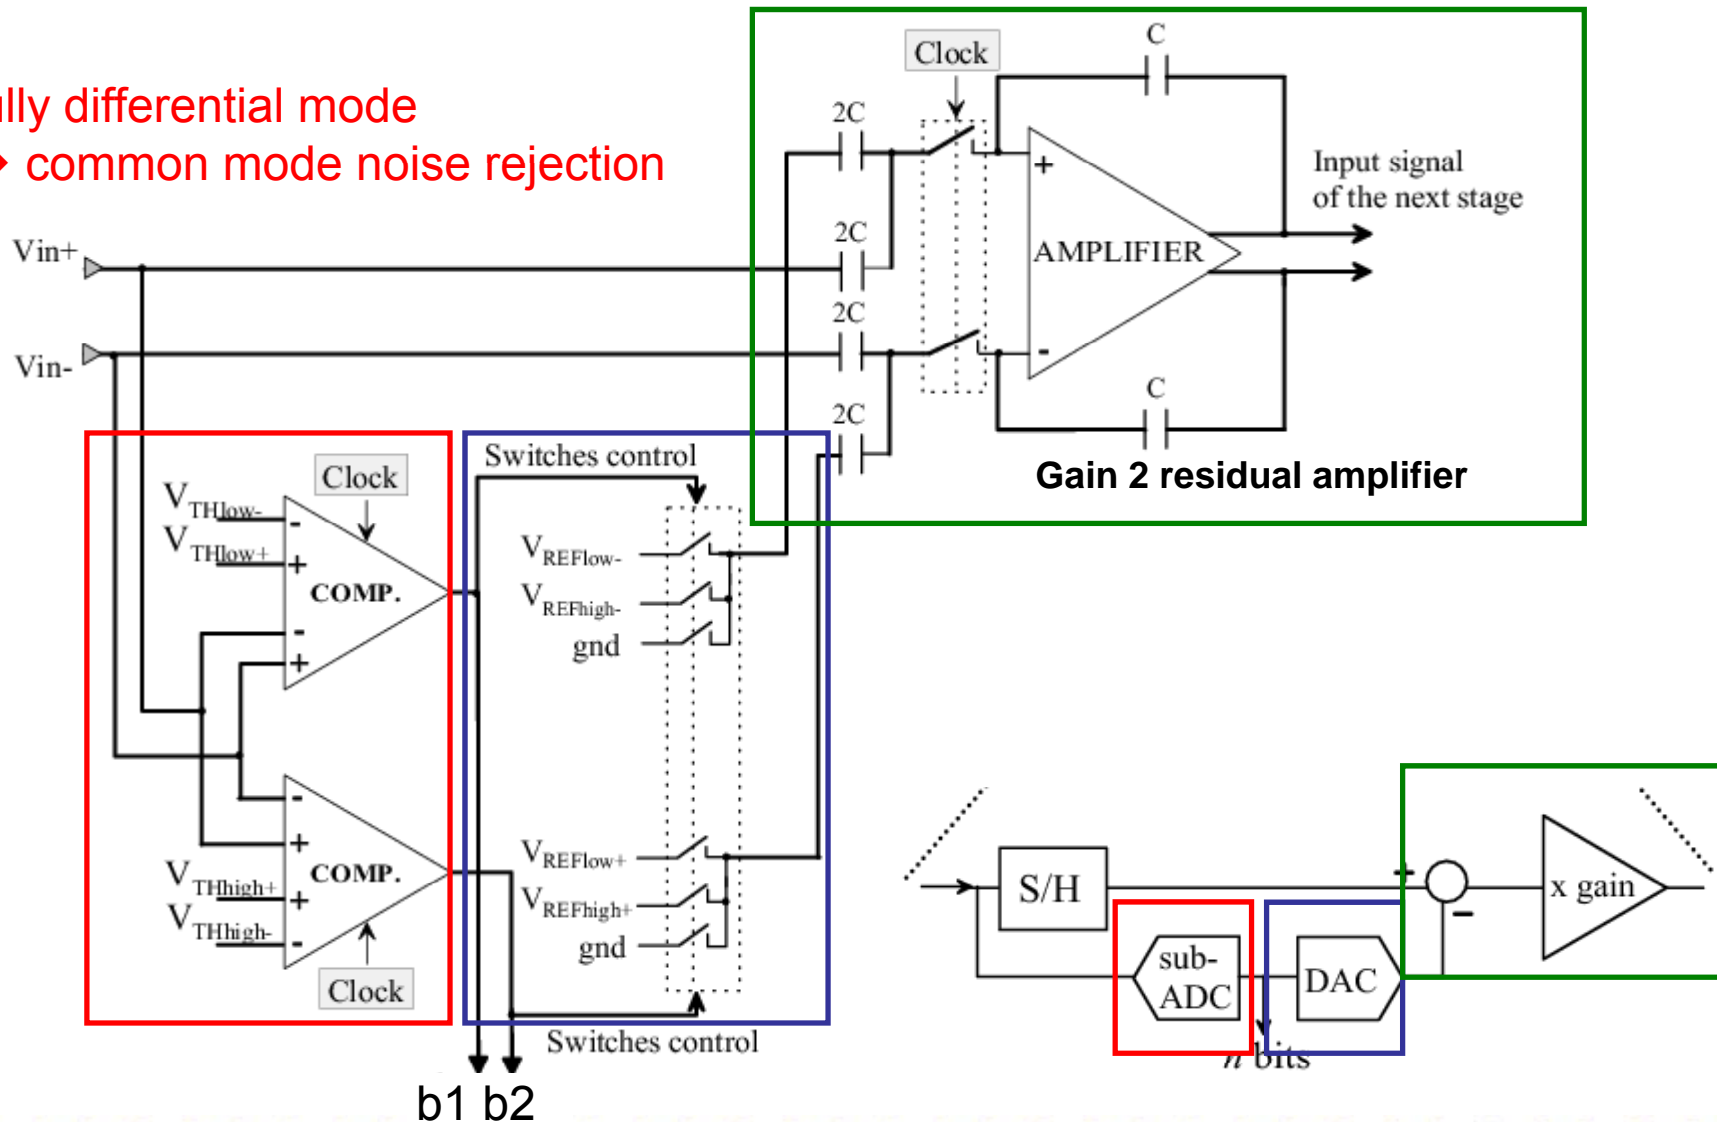 ully differential mode
common mode noise rejection
Clock
C
2C
Input signal
of the next stage
+
AMPLIFIER
-
Vin+
2C
2C
Vin-
C
2C
Gain 2 residual amplifier
Switches control
Clock
VTHlow-
-
VTHlow+
+
COMP.
-
+
VREFlow-
VREFhigh-
gnd
-
+
COMP.
VTHhigh+
+
VTHhigh-
-
Clock
VREFlow+
VREFhigh+
gnd
Switches control
b1 b2
S/H
+
-
x gain
sub-
ADC
DAC
n bits